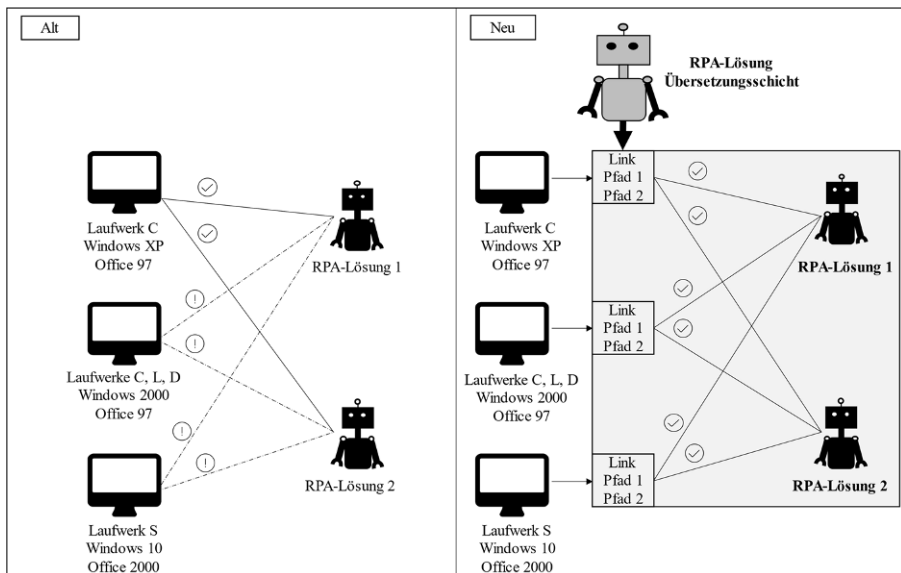 Alt
Laufwerk C
Windows XP
Office 97
RPA-Lösung 1
Laufwerke C, L, D
Windows 2000
Office 97
RPA-Lösung 2
Laufwerk S
Windows 10
Office 2000
Neu
RPA-Lösung
Übersetzungsschicht
Link
Pfad 1
Pfad 2
Laufwerk C
Windows XP
Office 97
RPA-Lösung 1
Link
Pfad 1
Pfad 2
Laufwerke C, L, D
Windows 2000
Office 97
Link
Pfad 1
Pfad 2
RPA-Lösung 2
Laufwerk S
Windows 10
Office 2000